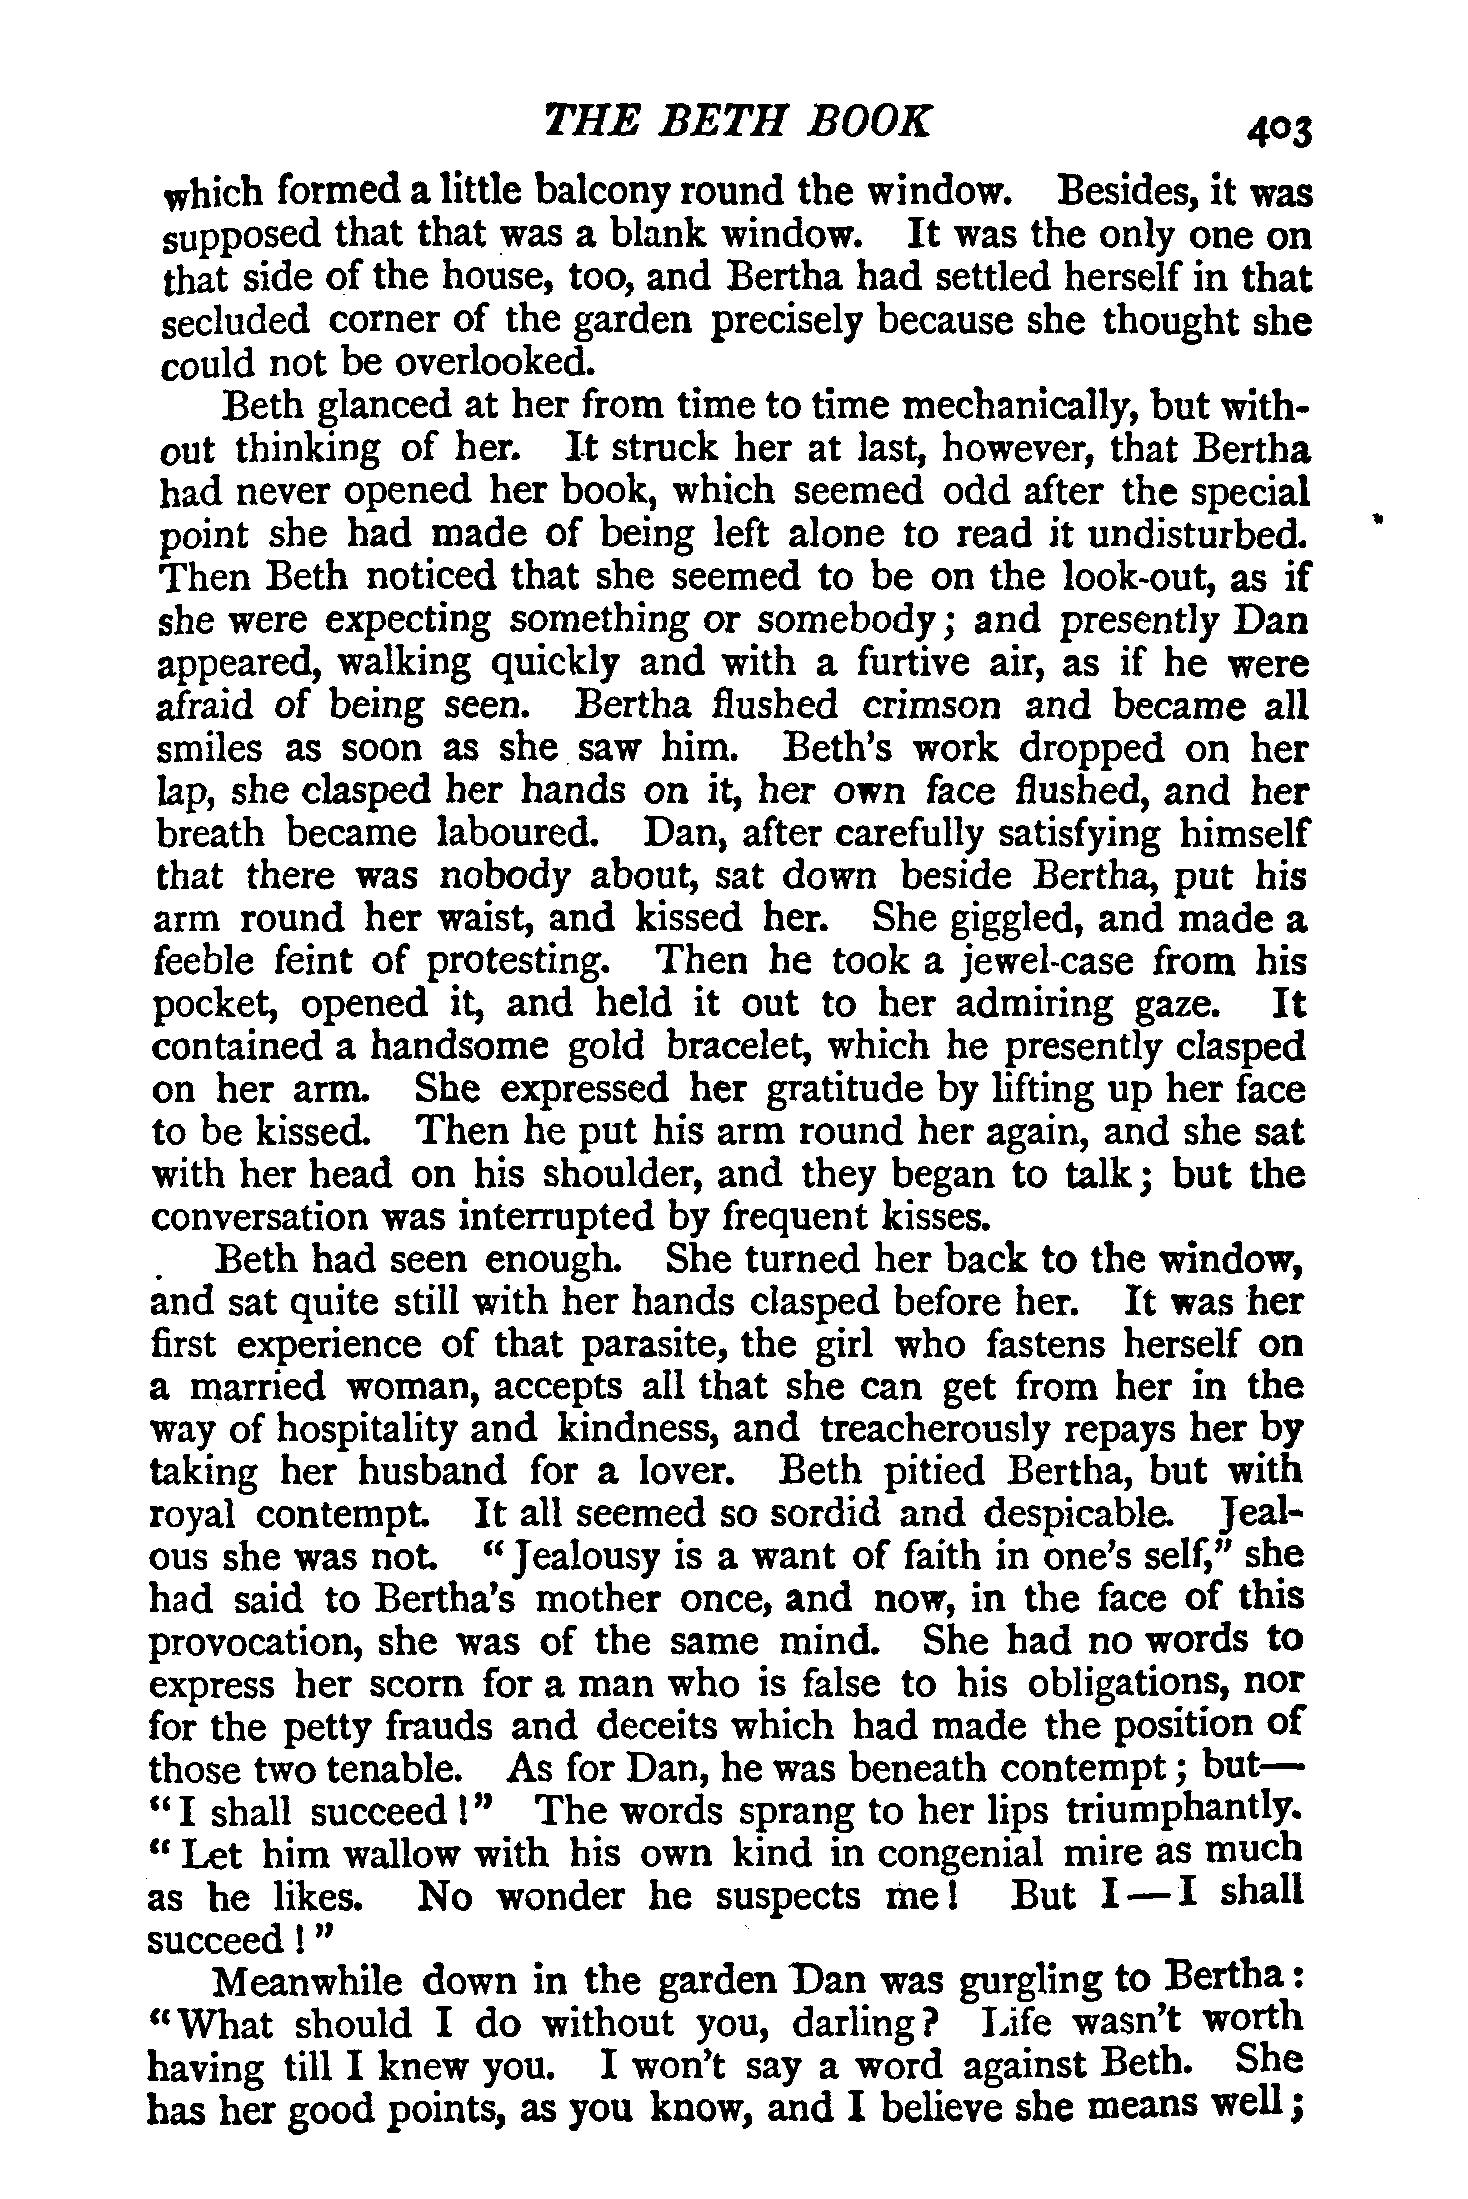 THE BETH BOOK 403
which formed a little balcony round the window. Besides, it was
supposed that that was a blank window. It was the only one on
that side of the house, too, and Bertha had settled herself in that
secluded corner of the garden precisely because she thought she
could not be overlooked.
Beth glanced at her from time to time mechanically, but with-
out thinking of her. It struck her at last, however, that Bertha
had never opened her book, which seemed odd after the special
point she had made of being left alone to read it undisturbed.
Then Beth noticed that she seemed to be on the look-out, as if
she were expecting something or somebody; and presently Dan
appeared, walking quickly and with a furtive air, as if he were
afraid of being seen. Bertha flushed crimson and became all
smiles as soon as she saw him. Beth's work dropped on her
lap, she clasped her hands on it, her own face flushed, and her
breath became laboured. Dan, after carefully satisfying himself
that there was nobody about, sat down beside Bertha, put his
arm round her waist, and kissed her. She giggled, and made a
feeble feint of protesting. Then he took a jewel-case from his
pocket, opened it, and held it out to her admiring gaze. It
contained a handsome gold bracelet, which he presently clasped
on her arm. She expressed her gratitude by lifting up her face
to be kissed. Then he put his arm round her again, and she sat
with her head on his shoulder, and they began to talk; but the
conversation was interrupted by frequent kisses.
Beth had seen enough. She turned her back to the window,
and sat quite still with her hands clasped before her. It was her
first experience of that parasite, the girl who fastens herself on
a married woman, accepts all that she can get from her in the
way of hospitality and kindness, and treacherously repays her by
taking her husband for a lover. Beth pitied Bertha, but with
royal contempt. It all seemed so sordid and despicable. Jeal-
ous she was not. "Jealousy is a want of faith in one's self," she
had said to Bertha's mother once, and now, in the face of this
provocation, she was of the same mind. She had no words to
express her scorn for a man who is false to his obligations, nor
for the petty frauds and deceits which had made the position of
those two tenable. As for Dan, he was beneath contempt; but—
"I shall succeed!" The words sprang to her lips triumphantly.
"Let him wallow with his own kind in congenial mire as much
as he likes. No wonder he suspects me! But I—I shall
succeed!"
Meanwhile down in the garden Dan was gurgling to Bertha:
"What should I do without you, darling? Life wasn't worth
having till I knew you. I won't say a word against Beth. She
has her good points, as you know, and I believe she means well;